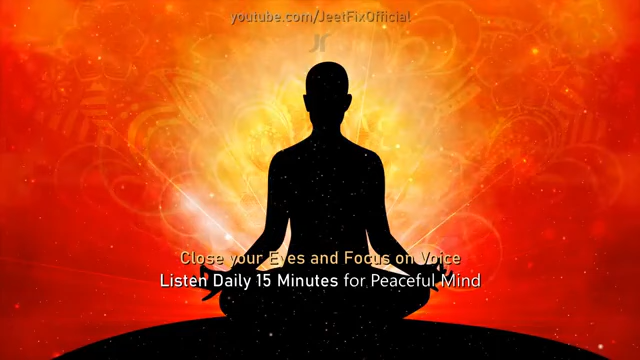 youtube.com/JeetFixOfficial
Close your Eyes and Focus on Voice
Listen Daily 15 Minutes for Peaceful Mind